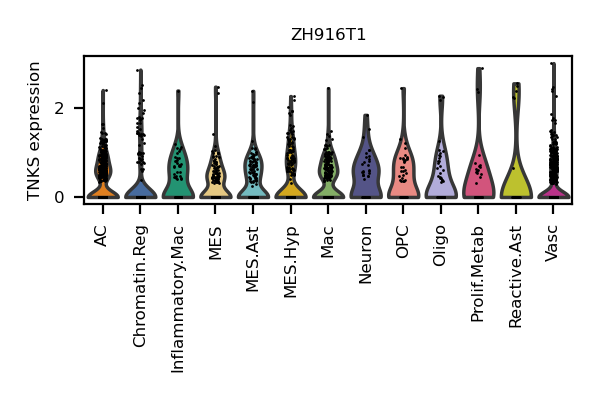 ZH916T1
TNKS expression
2
0
AC
Chromatin.Reg
Inflammatory.Mac
MES
MES.Ast
MES.Hyp
Mac
Neuron
OPC
Oligo
Prolif.Metab
Reactive.Ast
Vasc